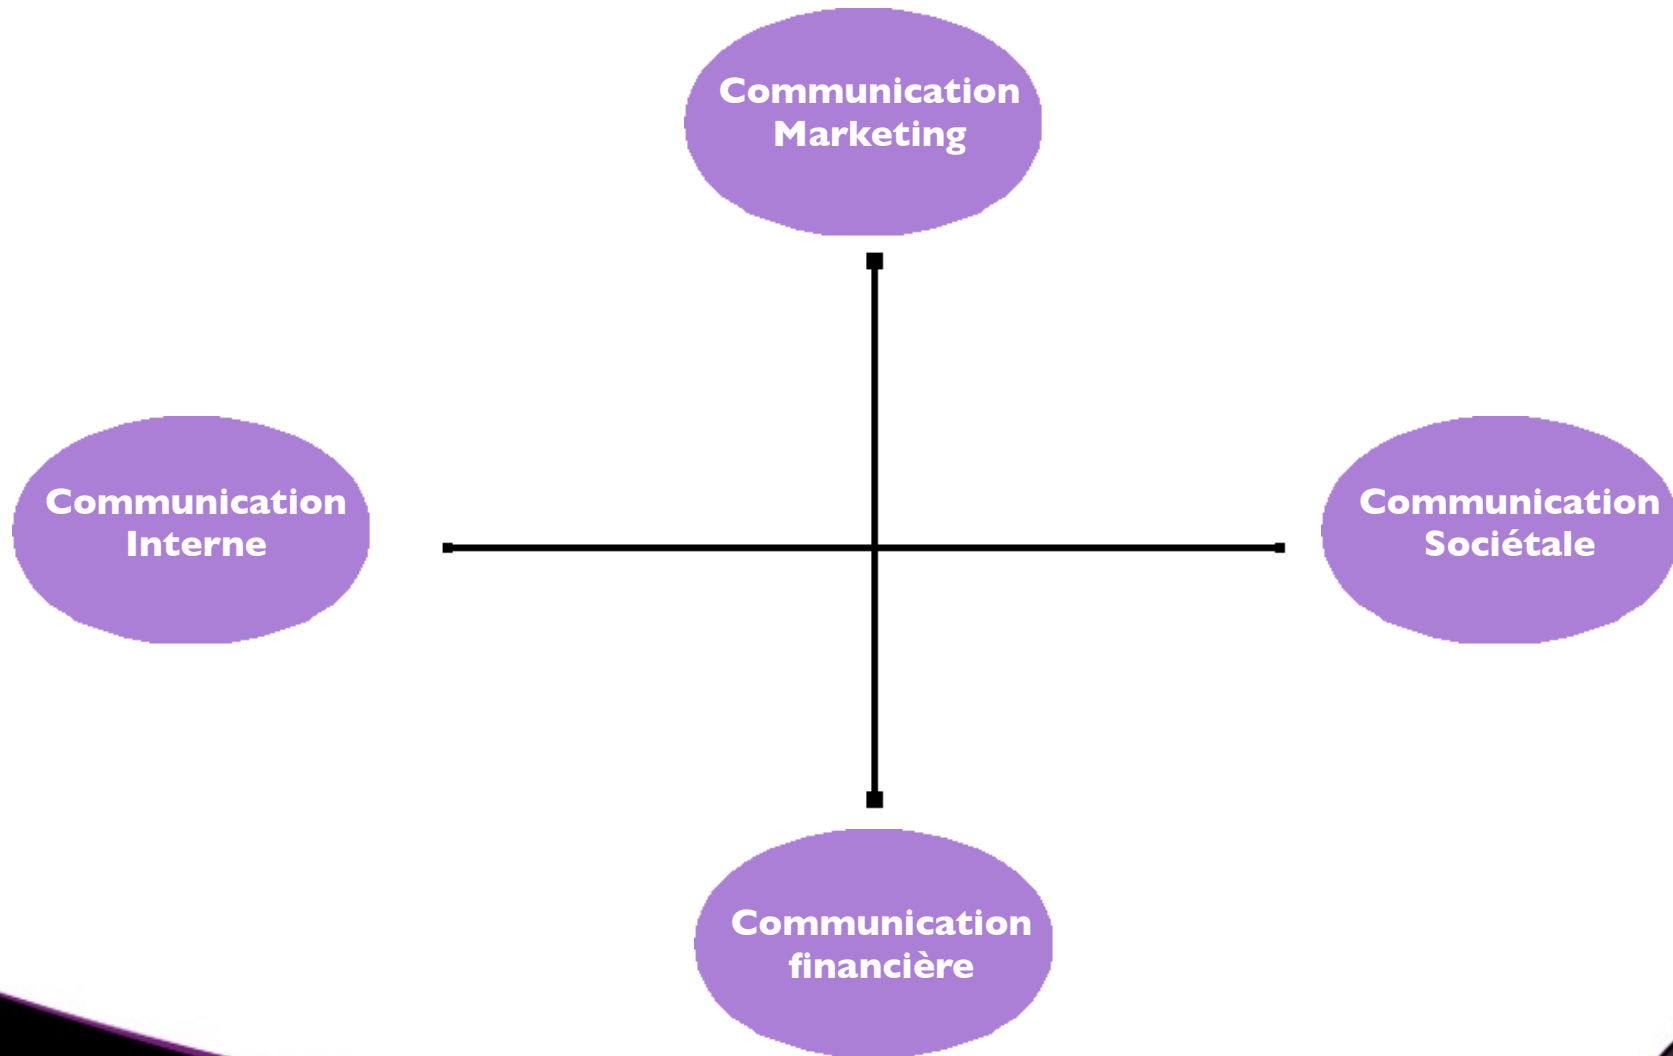 Communication
Marketing
Communication
Interne
Communication
Sociétale
Communication
financière